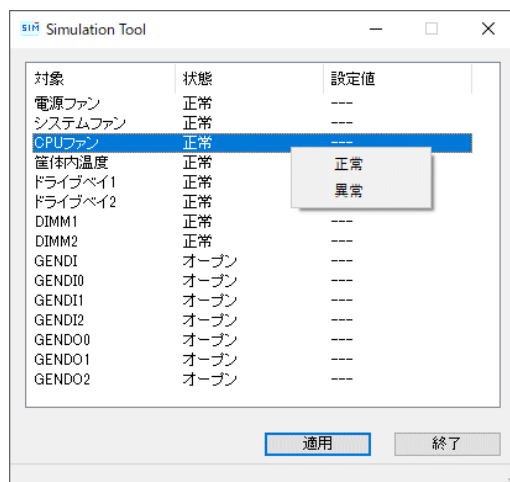 SIM Simulation Tool
対象 状態 設定値
電源ファン 正常 ---
システムファン 正常 ---
CPUファン 正常 ---
筐体内温度 正常
正常
ドライブベイ1 正常
異常
ドライブベイ2 正常
DIMM1 正常 ---
DIMM2 正常 ---
GENDI オープン ---
GENDI0 オープン ---
GENDI1 オープン ---
GENDI2 オープン ---
GENDO0 オープン ---
GENDO1 オープン ---
GENDO2 オープン ---
適用 終了